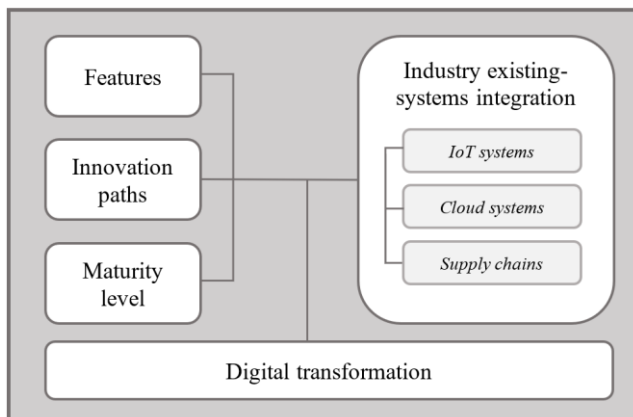 Features
Innovation
paths
Maturity
level
Industry existing-
systems integration
IoT systems
Cloud systems
Supply chains
Digital transformation